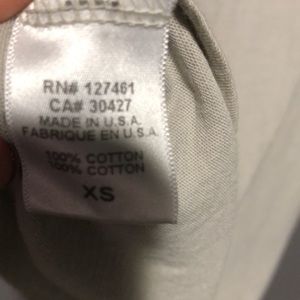 RN# 127461
CA# 30427
MADE IN U.S.A.
FABRIQUE EN U.S.A.
100% COTTON
100% COTTON
XS